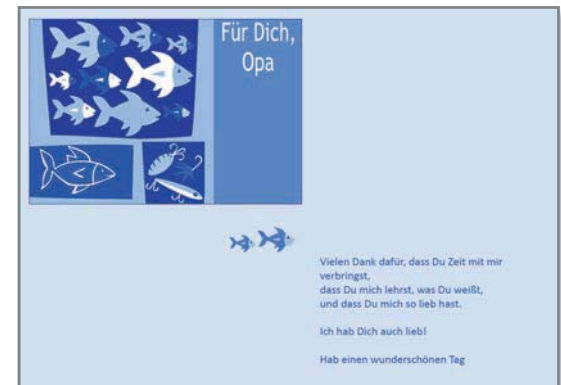 Für Dich,
Opa
Vielen Dank dafür, dass Du Zeit mit mir
verbringst,
dass Du mich lehrst, was Du weißt,
und dass Du mich so lieb hast.
Ich hab Dich auch lieb!
Hab einen wunderschönen Tag